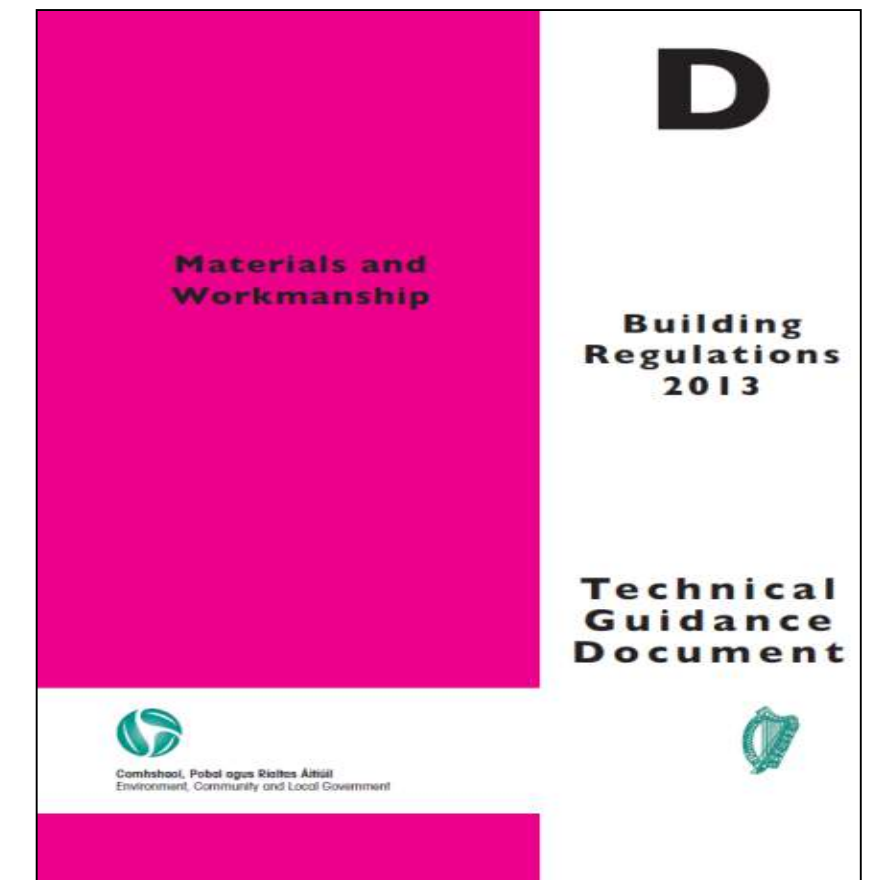 D
Materials and
Workmanship
Building
Regulations
2013
Technical
Guidance
Document
Comhshaol, Pobal agus Rialtas Áitiúil
Environment, Community and Local Government